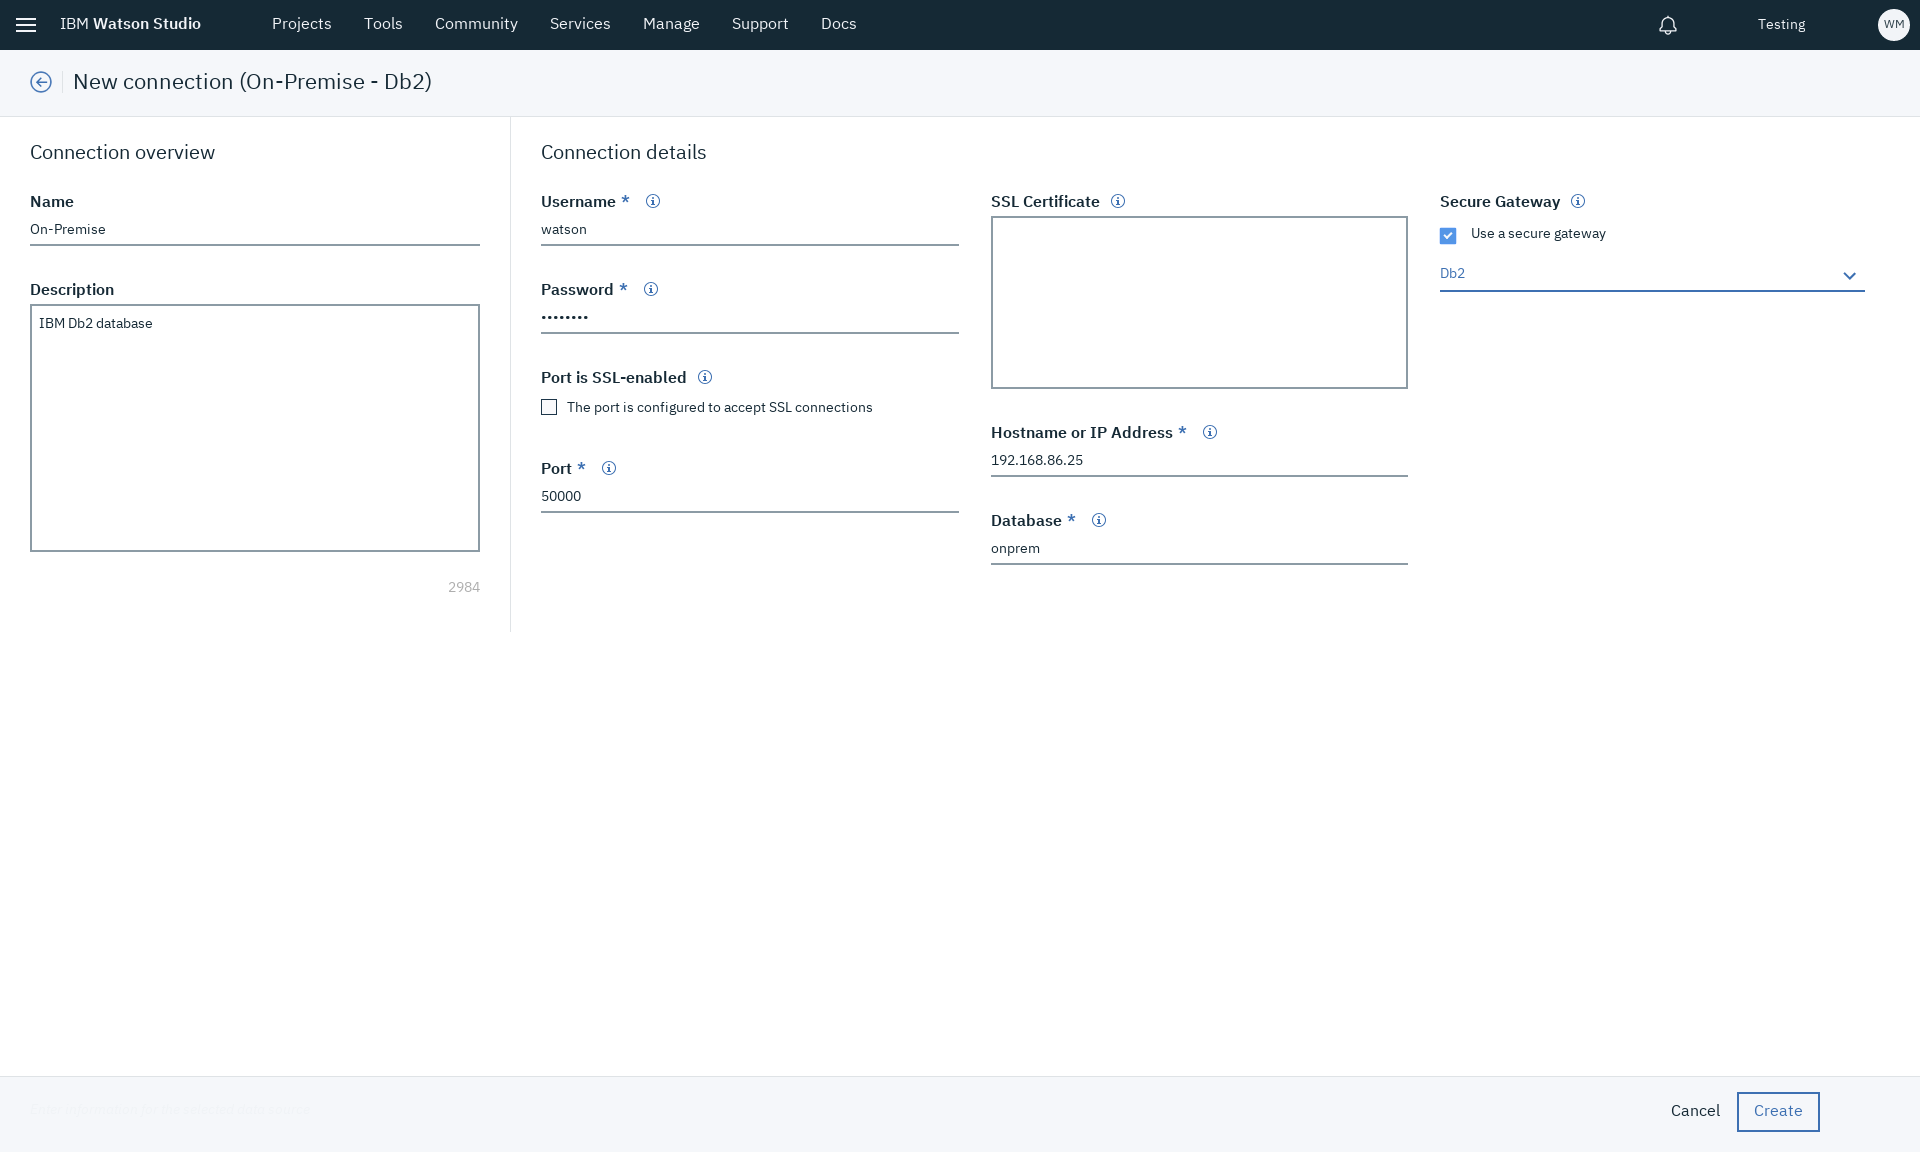 IBM Watson Studio
Projects
Tools
Community
Services
Manage
Support
Docs
Testing
WM
New connection (On-Premise - Db2)
Connection overview
Name
On-Premise
Description
IBM Db2 database
2984
Connection details
Username *
watson
Password *
••••••••
Port is SSL-enabled
The port is configured to accept SSL connections
Port *
50000
SSL Certificate
Hostname or IP Address *
192.168.86.25
Database *
onprem
Secure Gateway
Use a secure gateway
Db2
Cancel
Create